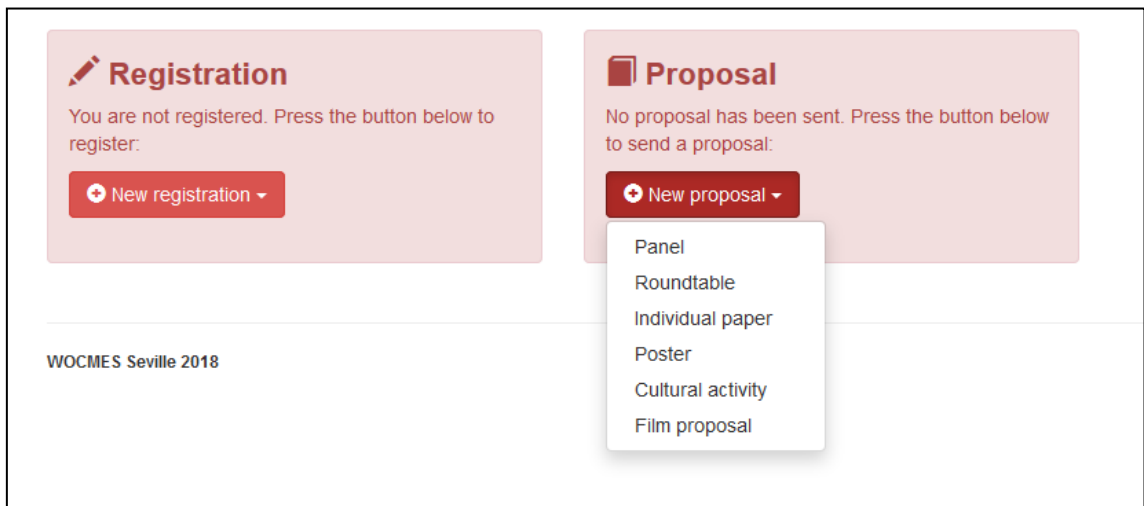 Registration
You are not registered. Press the button below to
register:
New registration
Proposal
No proposal has been sent. Press the button below
to send a proposal:
New proposal
Panel
Roundtable
Individual paper
Poster
Cultural activity
Film proposal
WOCMES Seville 2018